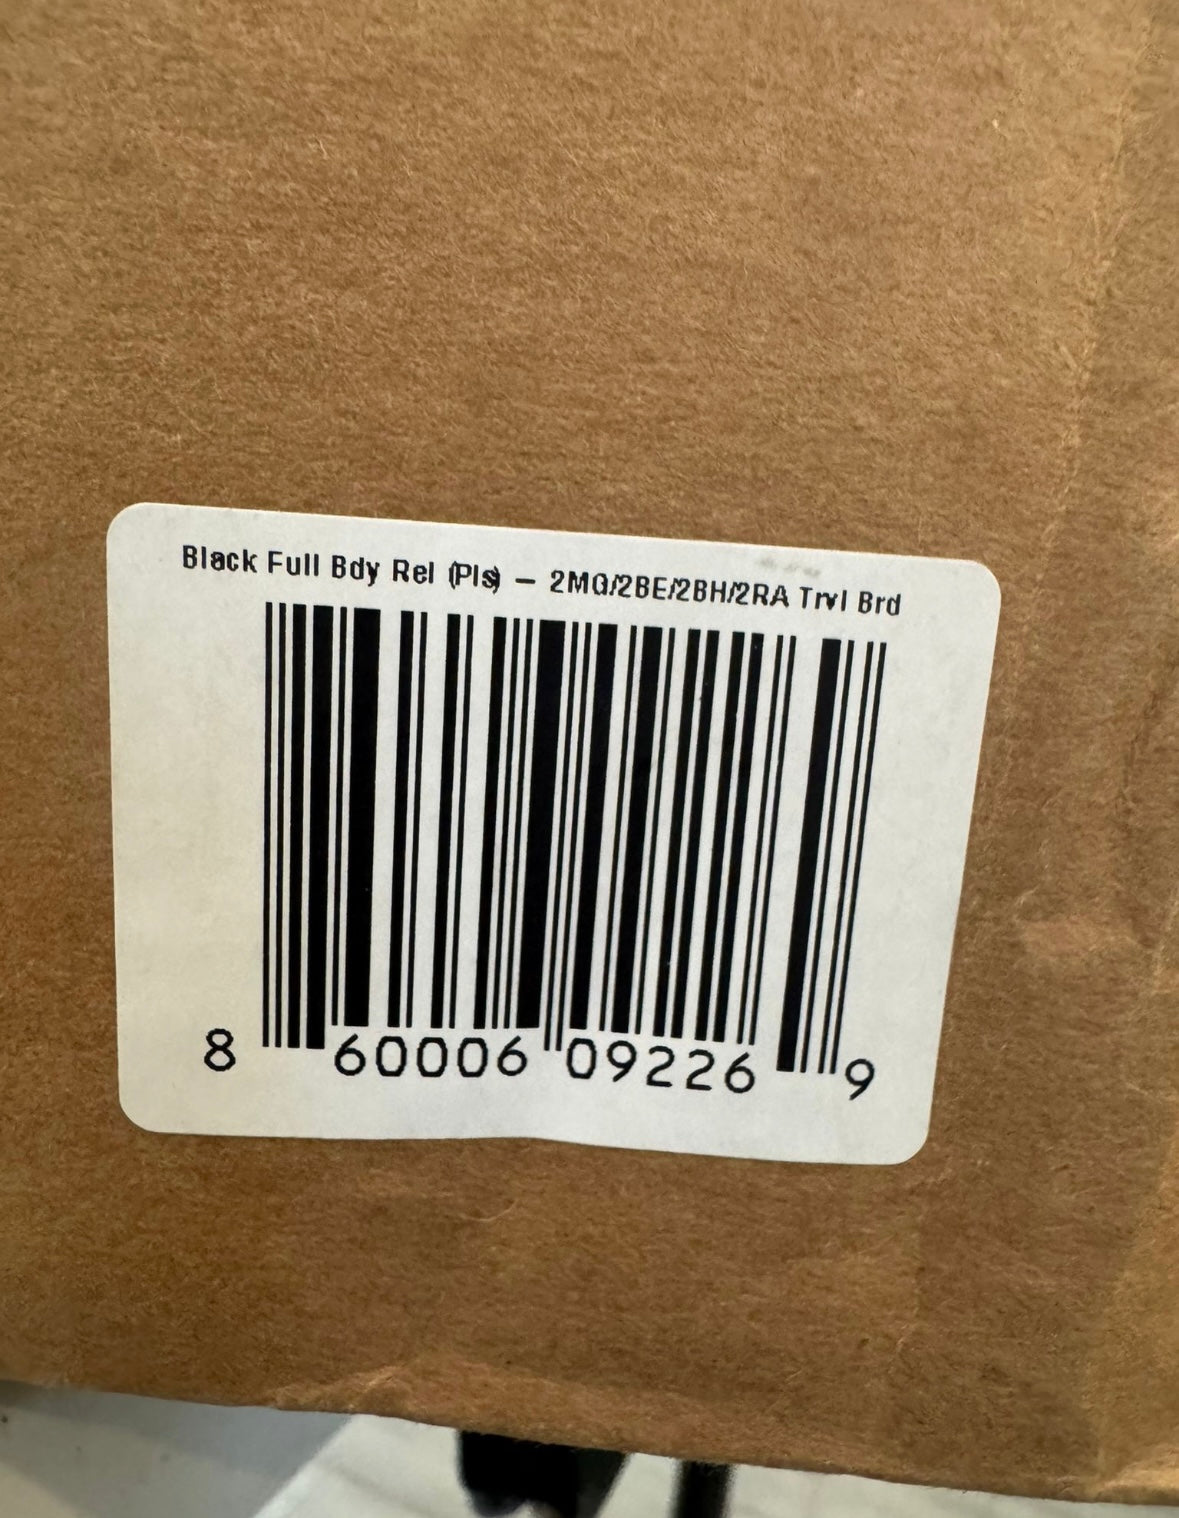 Black Full Bdy Rel (Pls) – 2MG/2BE/2BH/2RA Trvl Brd
8 60006 09226 9